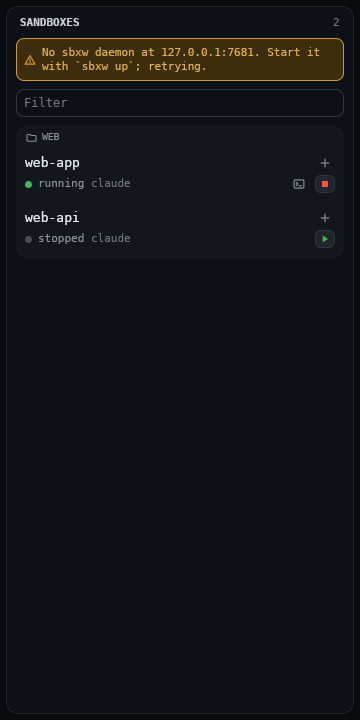 SANDBOXES 2
No sbxw daemon at 127.0.0.1:7681. Start it
with `sbxw up`; retrying.
Filter
WEB
web-app
running claude
web-api
stopped claude